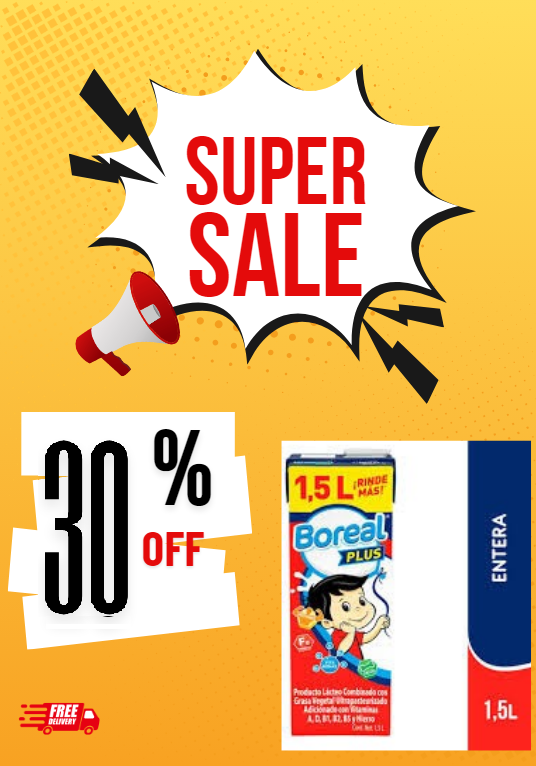 SUPER
SALE
30
%
OFF
FREE
DELIVERY
1,5 L
¡RINDE
MÁS!
Boreal
PLUS
Producto Lácteo Combinado con
Grasa Vegetal Ultrapasteurizado
Adicionado con Vitaminas
A, D, B1, B2, B5 y Hierro
Cont. Net. 1,5 L
ENTERA
1,5L